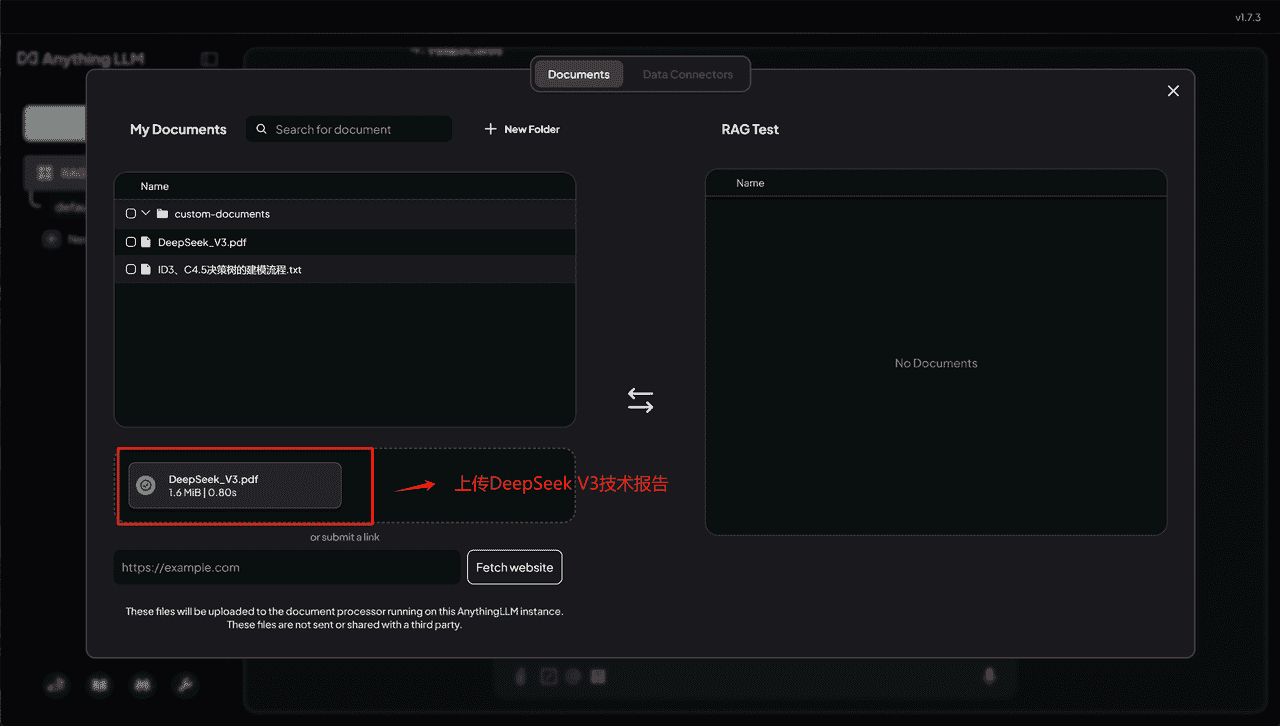 v1.7.3
Anything LLM
Documents
Data Connectors
My Documents
Search for document
New Folder
RAG Test
Name
custom-documents
DeepSeek_V3.pdf
ID3、C4.5决策树的建模流程.txt
Name
No Documents
DeepSeek_V3.pdf
1.6 MiB | 0.80s
上传DeepSeek V3技术报告
or submit a link
https://example.com
Fetch website
These files will be uploaded to the document processor running on this AnythingLLM instance.
These files are not sent or shared with a third party.